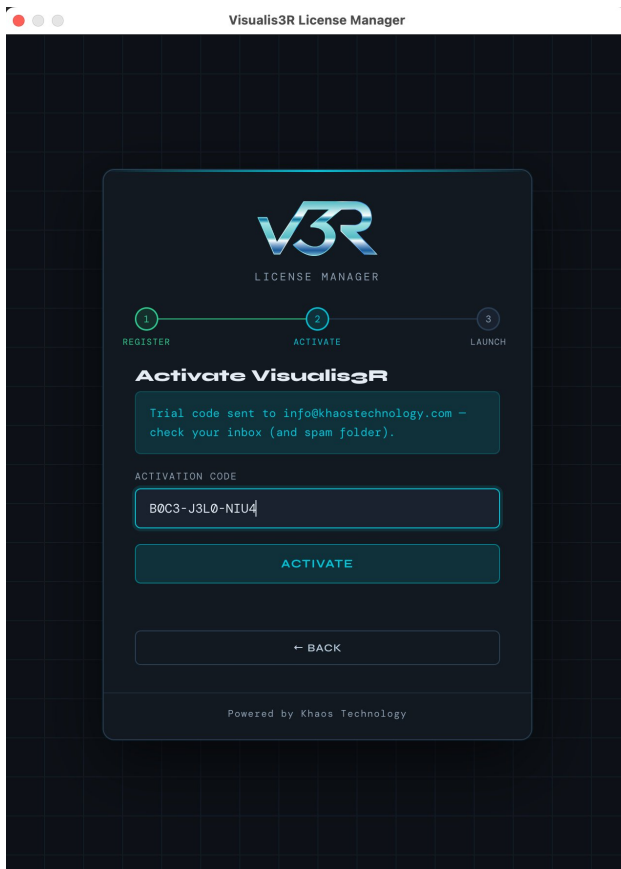 Visualis3R License Manager
V3R
LICENSE MANAGER
1 2 3
REGISTER ACTIVATE LAUNCH
Activate Visualis3R
Trial code sent to info@khaostechnology.com —
check your inbox (and spam folder).
ACTIVATION CODE
B0C3-J3L0-NIU4
ACTIVATE
← BACK
Powered by Khaos Technology